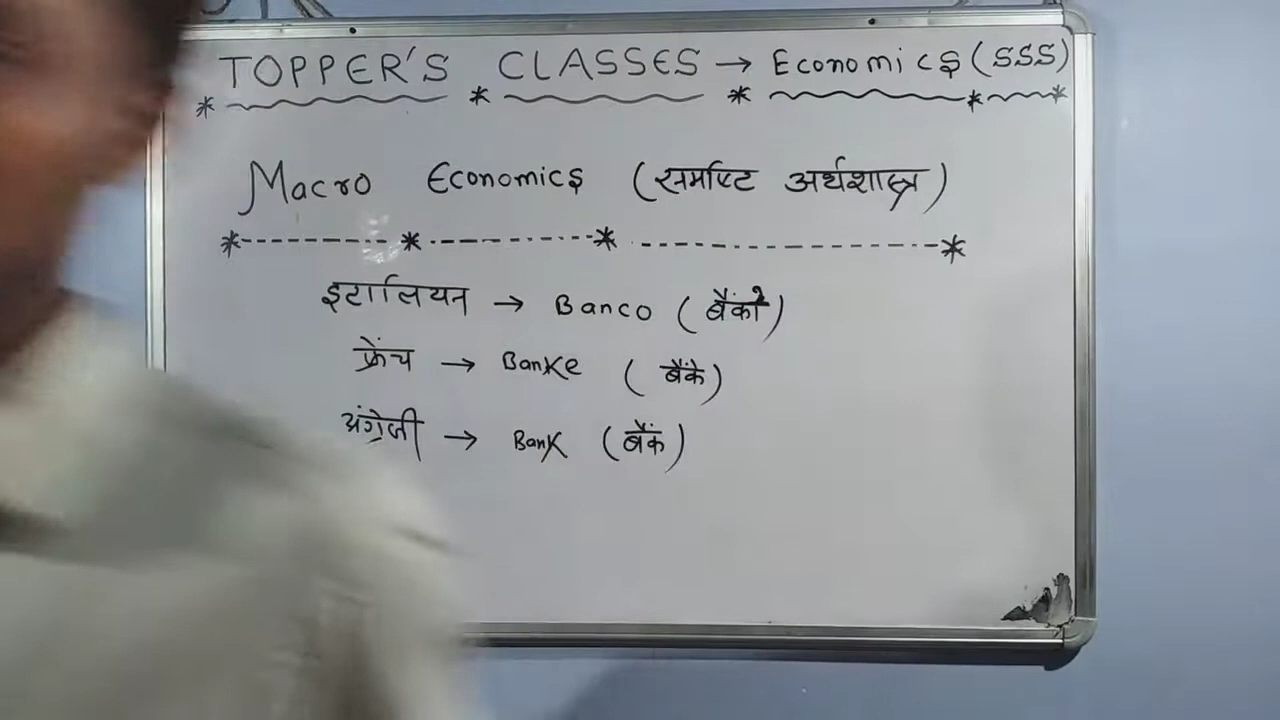 TOPPER'S CLASSES → Economics (SSS)
Macro Economics (समष्टि अर्थशास्त्र)
इटालियन → Banco (बैंको)
फ्रेंच → Banke (बैंके)
अंग्रेजी → Bank (बैंक)